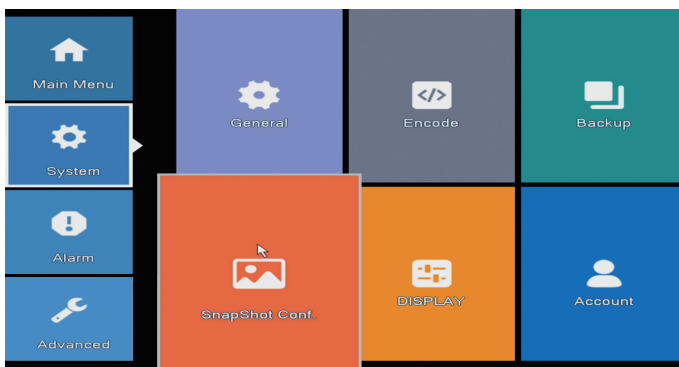 Main Menu
System
Alarm
Advanced
General
Encode
Backup
SnapShot Conf.
DISPLAY
Account